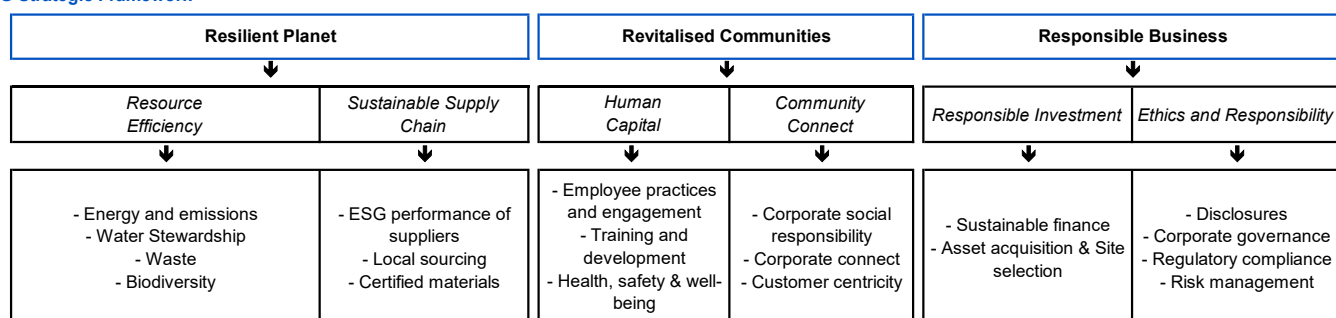 Strategic Framework
Resilient Planet
Revitalised Communities
Responsible Business
Resource
Efficiency
Sustainable Supply
Chain
Human
Capital
Community
Connect
Responsible Investment
Ethics and Responsibility
- Energy and emissions
- Water Stewardship
- Waste
- Biodiversity
- ESG performance of
suppliers
- Local sourcing
- Certified materials
- Employee practices
and engagement
- Training and
development
- Health, safety & well-
being
- Corporate social
responsibility
- Corporate connect
- Customer centricity
- Sustainable finance
- Asset acquisition & Site
selection
- Disclosures
- Corporate governance
- Regulatory compliance
- Risk management